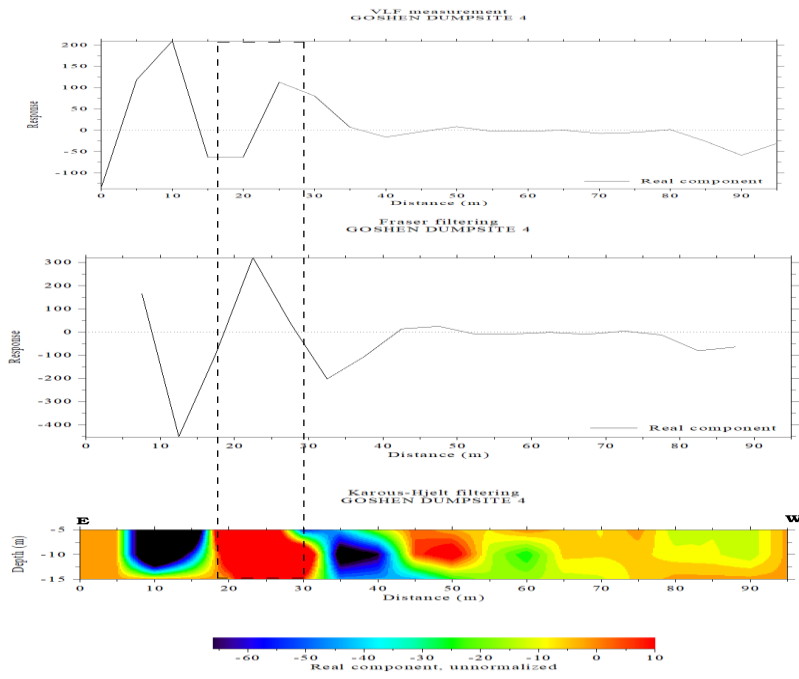 VLF measurement
GOSHEN DUMPSITE 4
Response
200
150
100
50
0
-50
-100
0 10 20 30 40 50 60 70 80 90
Real component
Distance (m)
Fraser filtering
GOSHEN DUMPSITE 4
Response
300
200
100
0
-100
-200
-300
-400
0 10 20 30 40 50 60 70 80 90
Real component
Distance (m)
Karous-Hjelt filtering
GOSHEN DUMPSITE 4
E W
Depth (m)
-5
-10
-15
0 10 20 30 40 50 60 70 80 90
Distance (m)
-60 -50 -40 -30 -20 -10 0 10
Real component, unnormalized